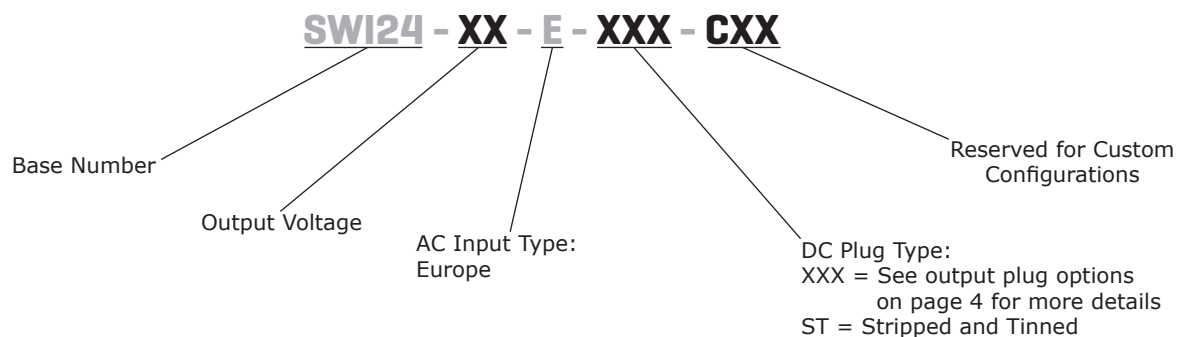 SWI24 - XX - E - XXX - CXX
Base Number
Output Voltage
AC Input Type:
Europe
DC Plug Type:
XXX = See output plug options
on page 4 for more details
ST = Stripped and Tinned
Reserved for Custom
Configurations